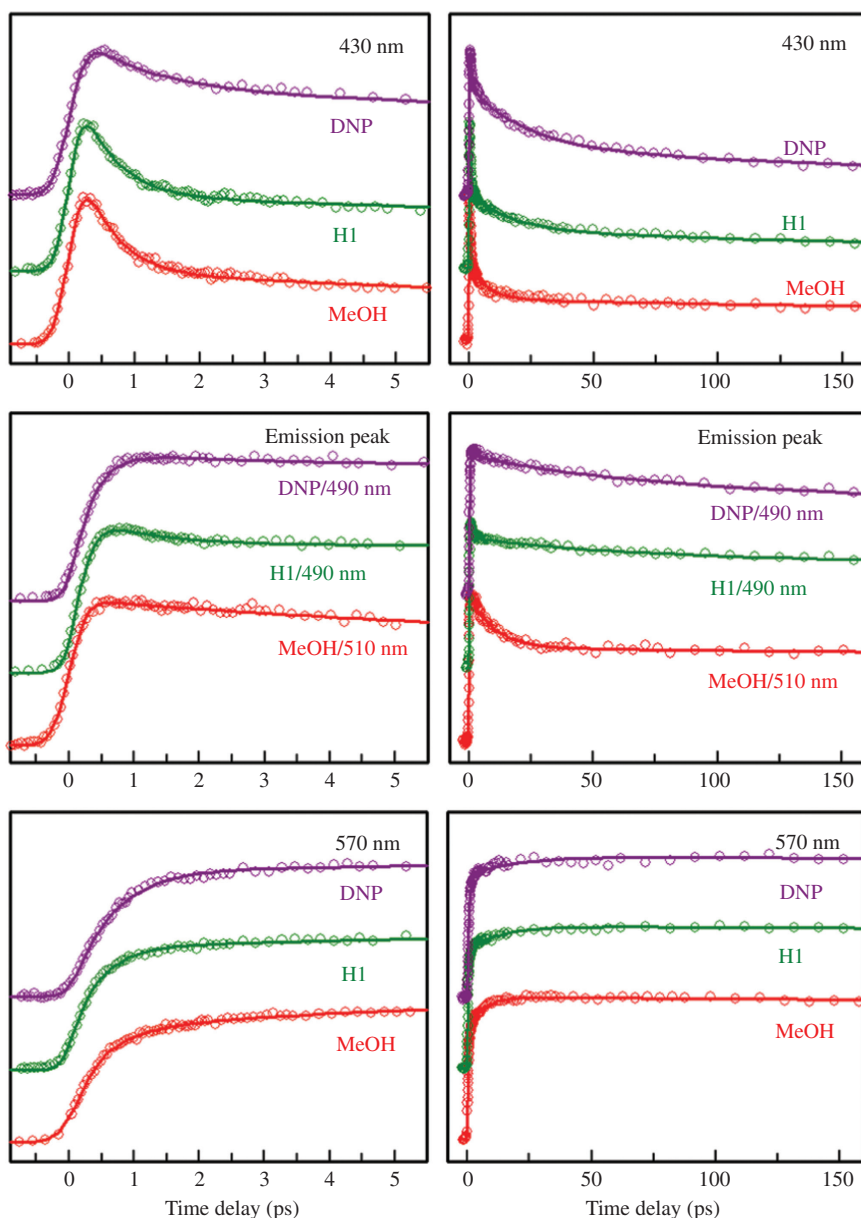 430 nm
DNP
H1
MeOH
0 1 2 3 4 5
430 nm
DNP
H1
MeOH
0 50 100 150
Emission peak
DNP/490 nm
H1/490 nm
MeOH/510 nm
0 1 2 3 4 5
Emission peak
DNP/490 nm
H1/490 nm
MeOH/510 nm
0 50 100 150
570 nm
DNP
H1
MeOH
0 1 2 3 4 5
Time delay (ps)
570 nm
DNP
H1
MeOH
0 50 100 150
Time delay (ps)